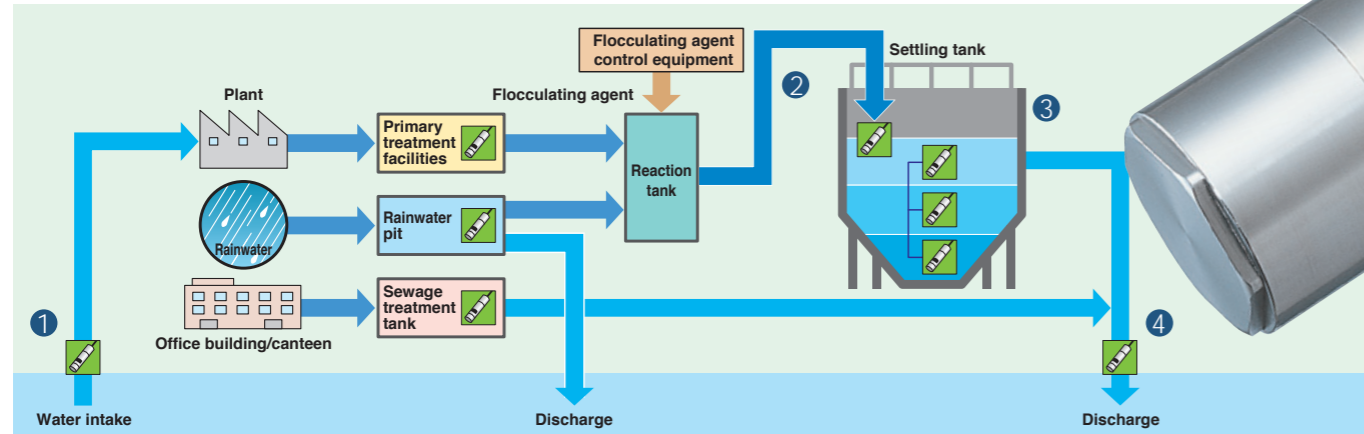 Flocculating agent
control equipment
Settling tank
2
Plant
Flocculating agent
3
Primary
treatment
facilities
Reaction
tank
Rainwater
Rainwater
pit
Sewage
treatment
tank
1
4
Office building/canteen
Water intake
Discharge
Discharge